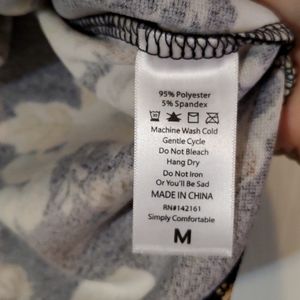 95% Polyester
5% Spandex
Machine Wash Cold
Gentle Cycle
Do Not Bleach
Hang Dry
Do Not Iron
Or You'll Be Sad
MADE IN CHINA
RN#142161
Simply Comfortable
M